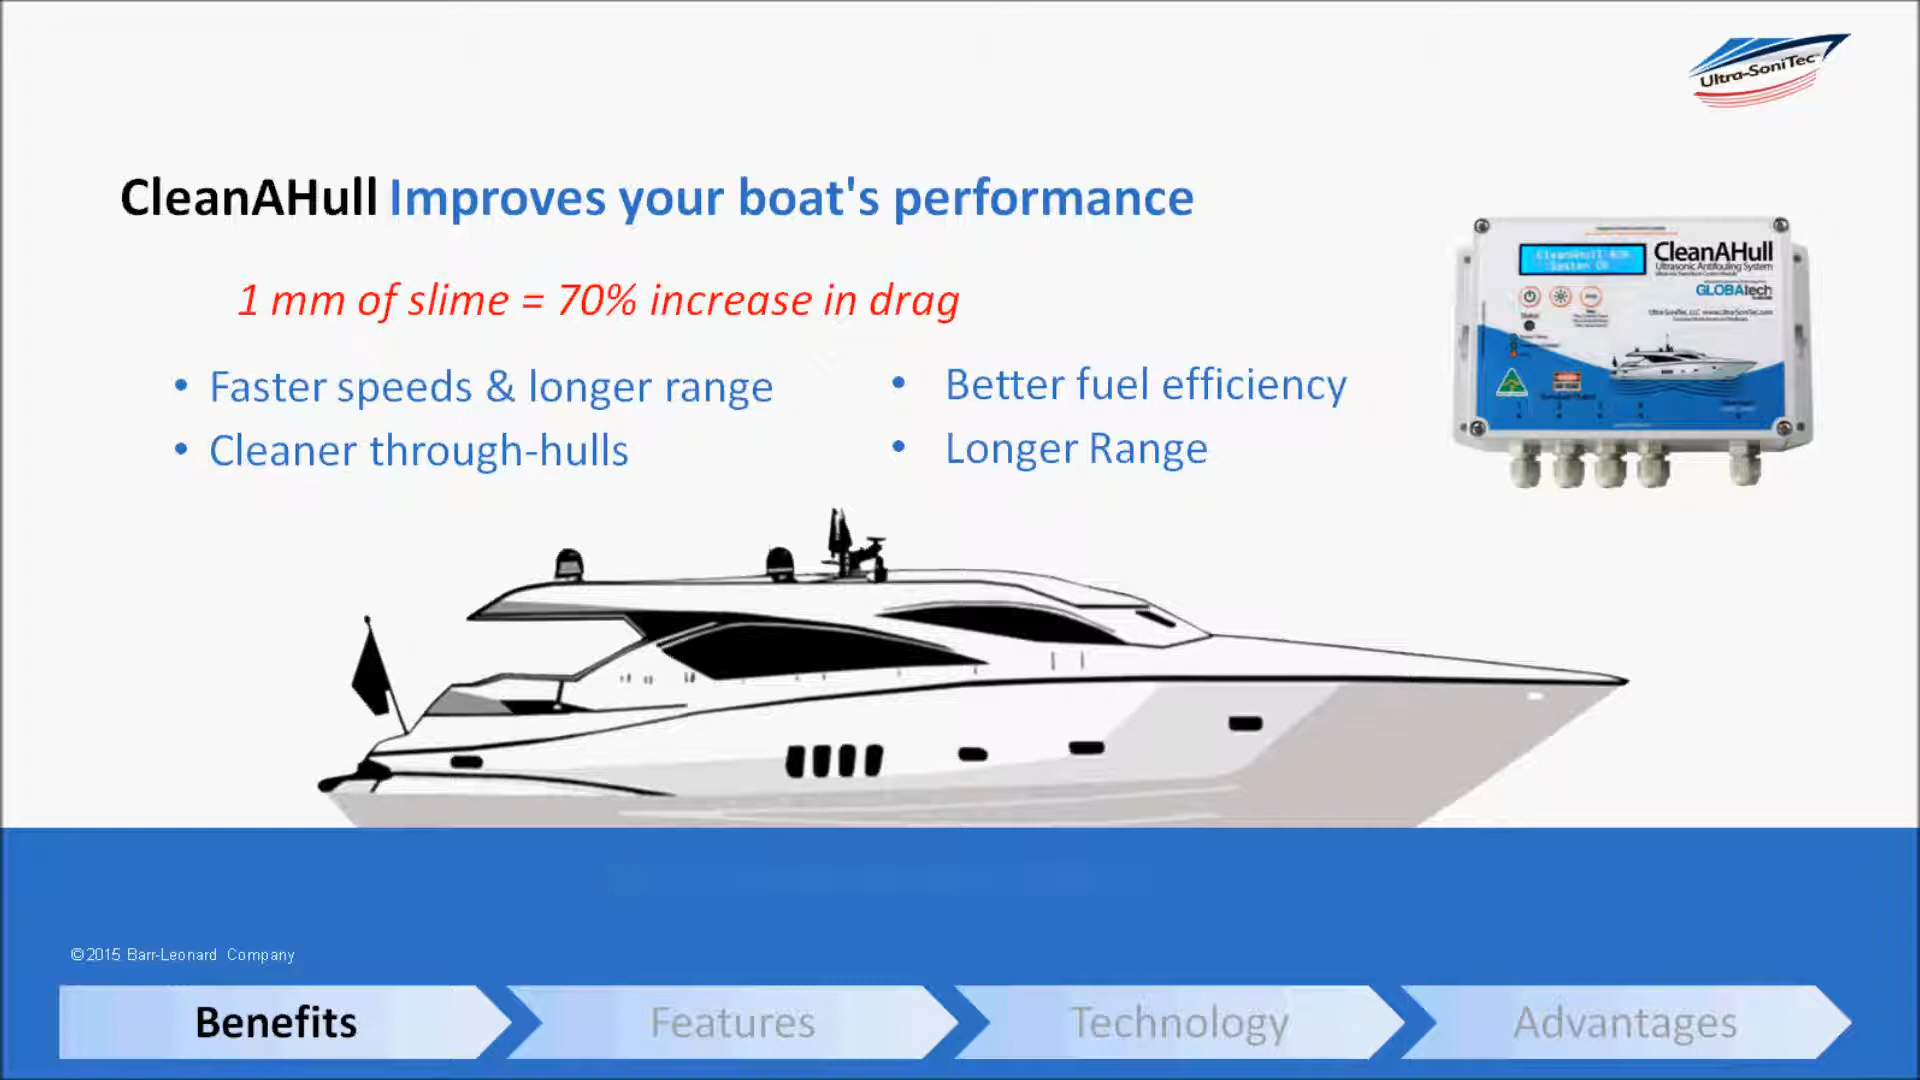 Ultra-SoniTec
CleanAHull Improves your boat's performance
1 mm of slime = 70% increase in drag
• Faster speeds & longer range
• Cleaner through-hulls
• Better fuel efficiency
• Longer Range
CleanAHull
Ultrasonic Antifouling System
GLOBAtech
©2015 Barr-Leonard Company
Benefits
Features
Technology
Advantages